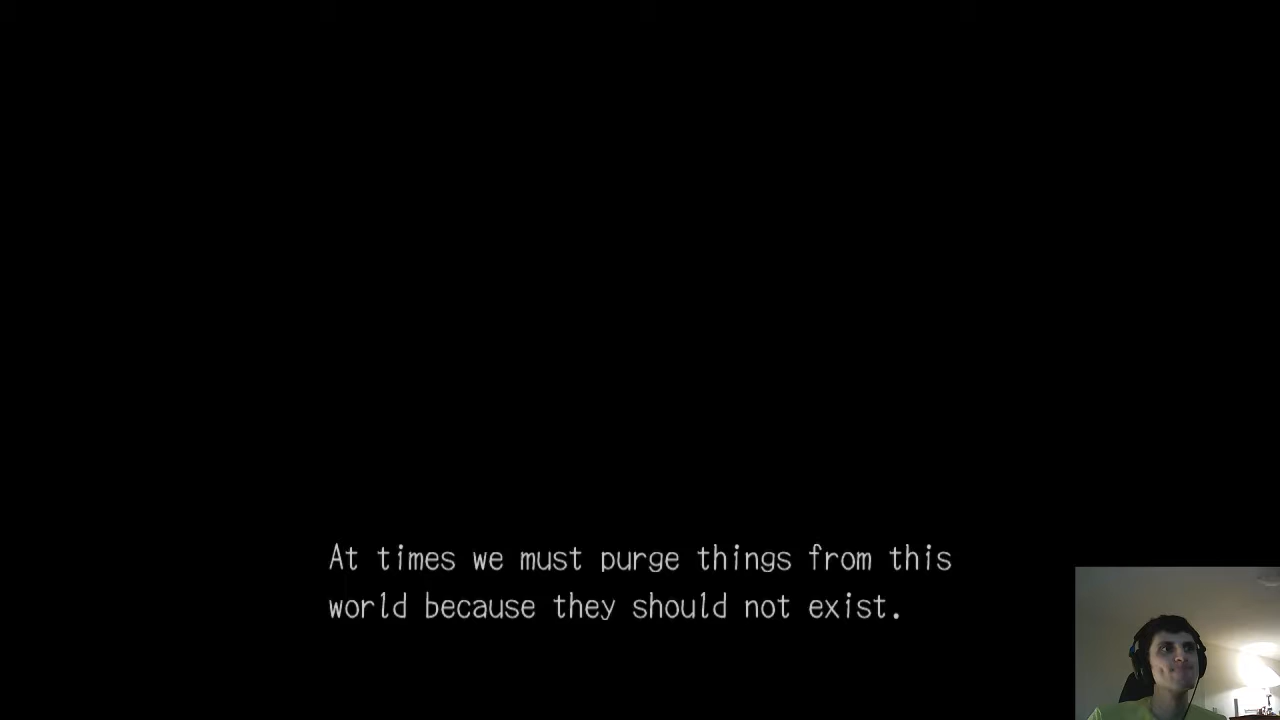 At times we must purge things from this
world because they should not exist.